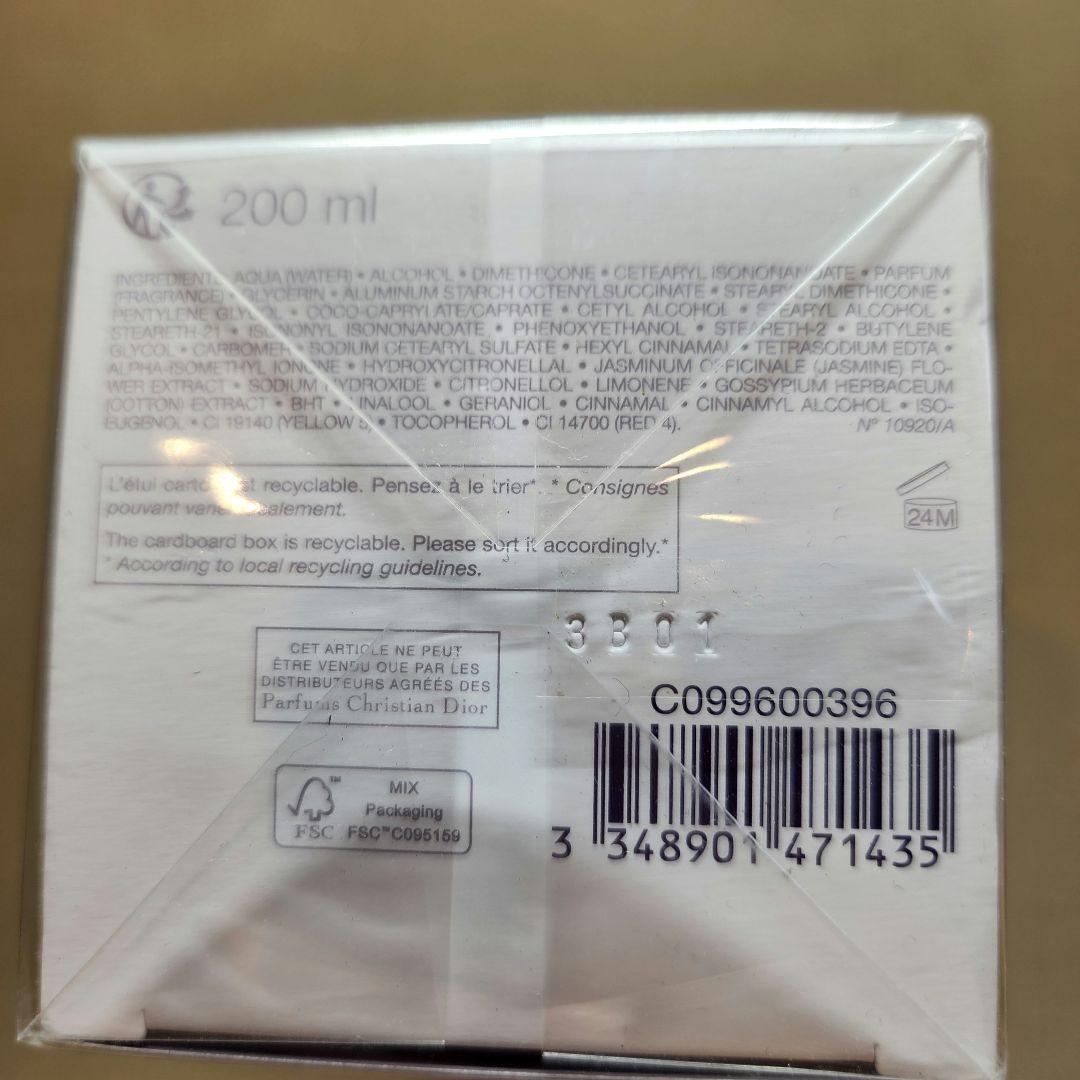 200 ml
INGREDIENTS: AQUA (WATER) • ALCOHOL • DIMETHICONE • CETEARYL ISONONANOATE • PARFUM
(FRAGRANCE) • GLYCERIN • ALUMINUM STARCH OCTENYLSUCCINATE • STEARYL DIMETHICONE •
PENTYLENE GLYCOL • COCO-CAPRYLATE/CAPRATE • CETYL ALCOHOL • STEARYL ALCOHOL •
STEARETH-21 • ISONONYL ISONONANOATE • PHENOXYETHANOL • STEARETH-2 • BUTYLENE
GLYCOL • CARBOMER • SODIUM CETEARYL SULFATE • HEXYL CINNAMAL • TETRASODIUM EDTA •
ALPHA-ISOMETHYL IONONE • HYDROXYCITRONELLAL • JASMINUM OFFICINALE (JASMINE) FLO-
WER EXTRACT • SODIUM HYDROXIDE • CITRONELLOL • LIMONENE • GOSSYPIUM HERBACEUM
(COTTON) EXTRACT • BHT • LINALOOL • GERANIOL • CINNAMAL • CINNAMYL ALCOHOL • ISO-
EUGENOL • CI 19140 (YELLOW 5) • TOCOPHEROL • CI 14700 (RED 4).
N° 10920/A
L'étui carton est recyclable. Pensez à le trier*. * Consignes
pouvant varier localement.
The cardboard box is recyclable. Please sort it accordingly.*
* According to local recycling guidelines.
24M
3B01
CET ARTICLE NE PEUT
ÊTRE VENDU QUE PAR LES
DISTRIBUTEURS AGRÉÉS DES
Parfums Christian Dior
C099600396
MIX
Packaging
FSC™ C095159
™
FSC
3 348901 471435